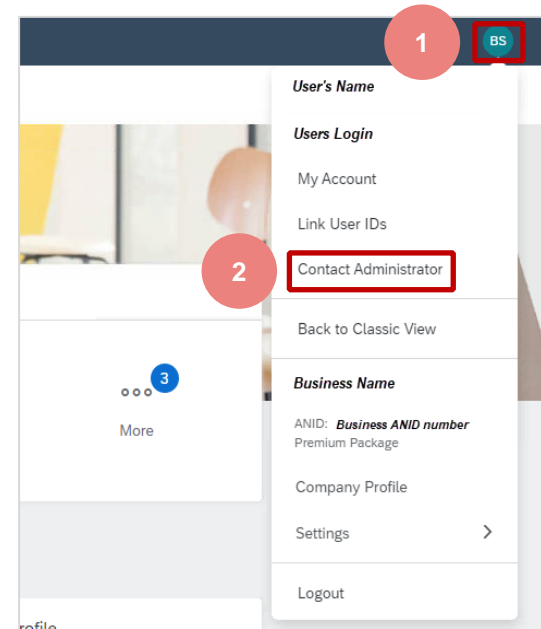 1
BS
User's Name
Users Login
My Account
Link User IDs
2
Contact Administrator
Back to Classic View
3
More
Business Name
ANID: Business ANID number
Premium Package
Company Profile
Settings
Logout